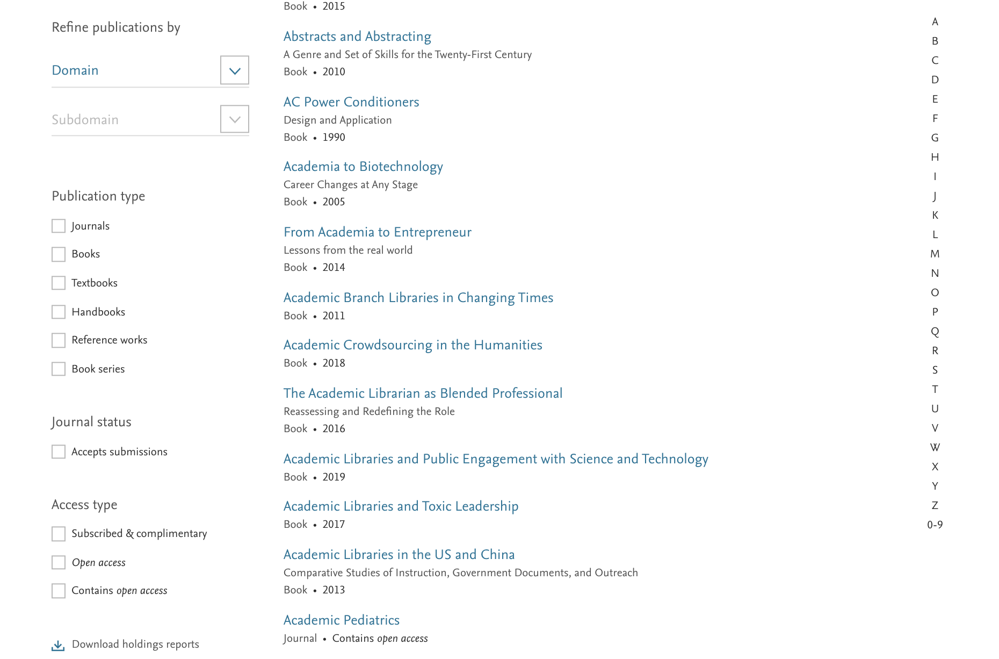 Refine publications by
Domain
Subdomain
Publication type
Journals
Books
Textbooks
Handbooks
Reference works
Book series
Journal status
Accepts submissions
Access type
Subscribed & complimentary
Open access
Contains open access
Download holdings reports
Book • 2015
Abstracts and Abstracting
A Genre and Set of Skills for the Twenty-First Century
Book • 2010
AC Power Conditioners
Design and Application
Book • 1990
Academia to Biotechnology
Career Changes at Any Stage
Book • 2005
From Academia to Entrepreneur
Lessons from the real world
Book • 2014
Academic Branch Libraries in Changing Times
Book • 2011
Academic Crowdsourcing in the Humanities
Book • 2018
The Academic Librarian as Blended Professional
Reassessing and Redefining the Role
Book • 2016
Academic Libraries and Public Engagement with Science and Technology
Book • 2019
Academic Libraries and Toxic Leadership
Book • 2017
Academic Libraries in the US and China
Comparative Studies of Instruction, Government Documents, and Outreach
Book • 2013
Academic Pediatrics
Journal • Contains open access
A
B
C
D
E
F
G
H
I
J
K
L
M
N
O
P
Q
R
S
T
U
V
W
X
Y
Z
0-9